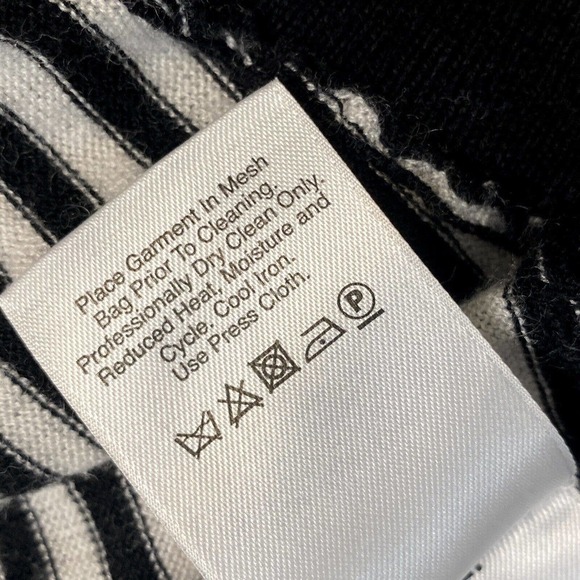 Place Garment In Mesh
Bag Prior To Cleaning.
Professionally Dry Clean Only.
Reduced Heat, Moisture and
Cycle. Cool Iron.
Use Press Cloth.
P